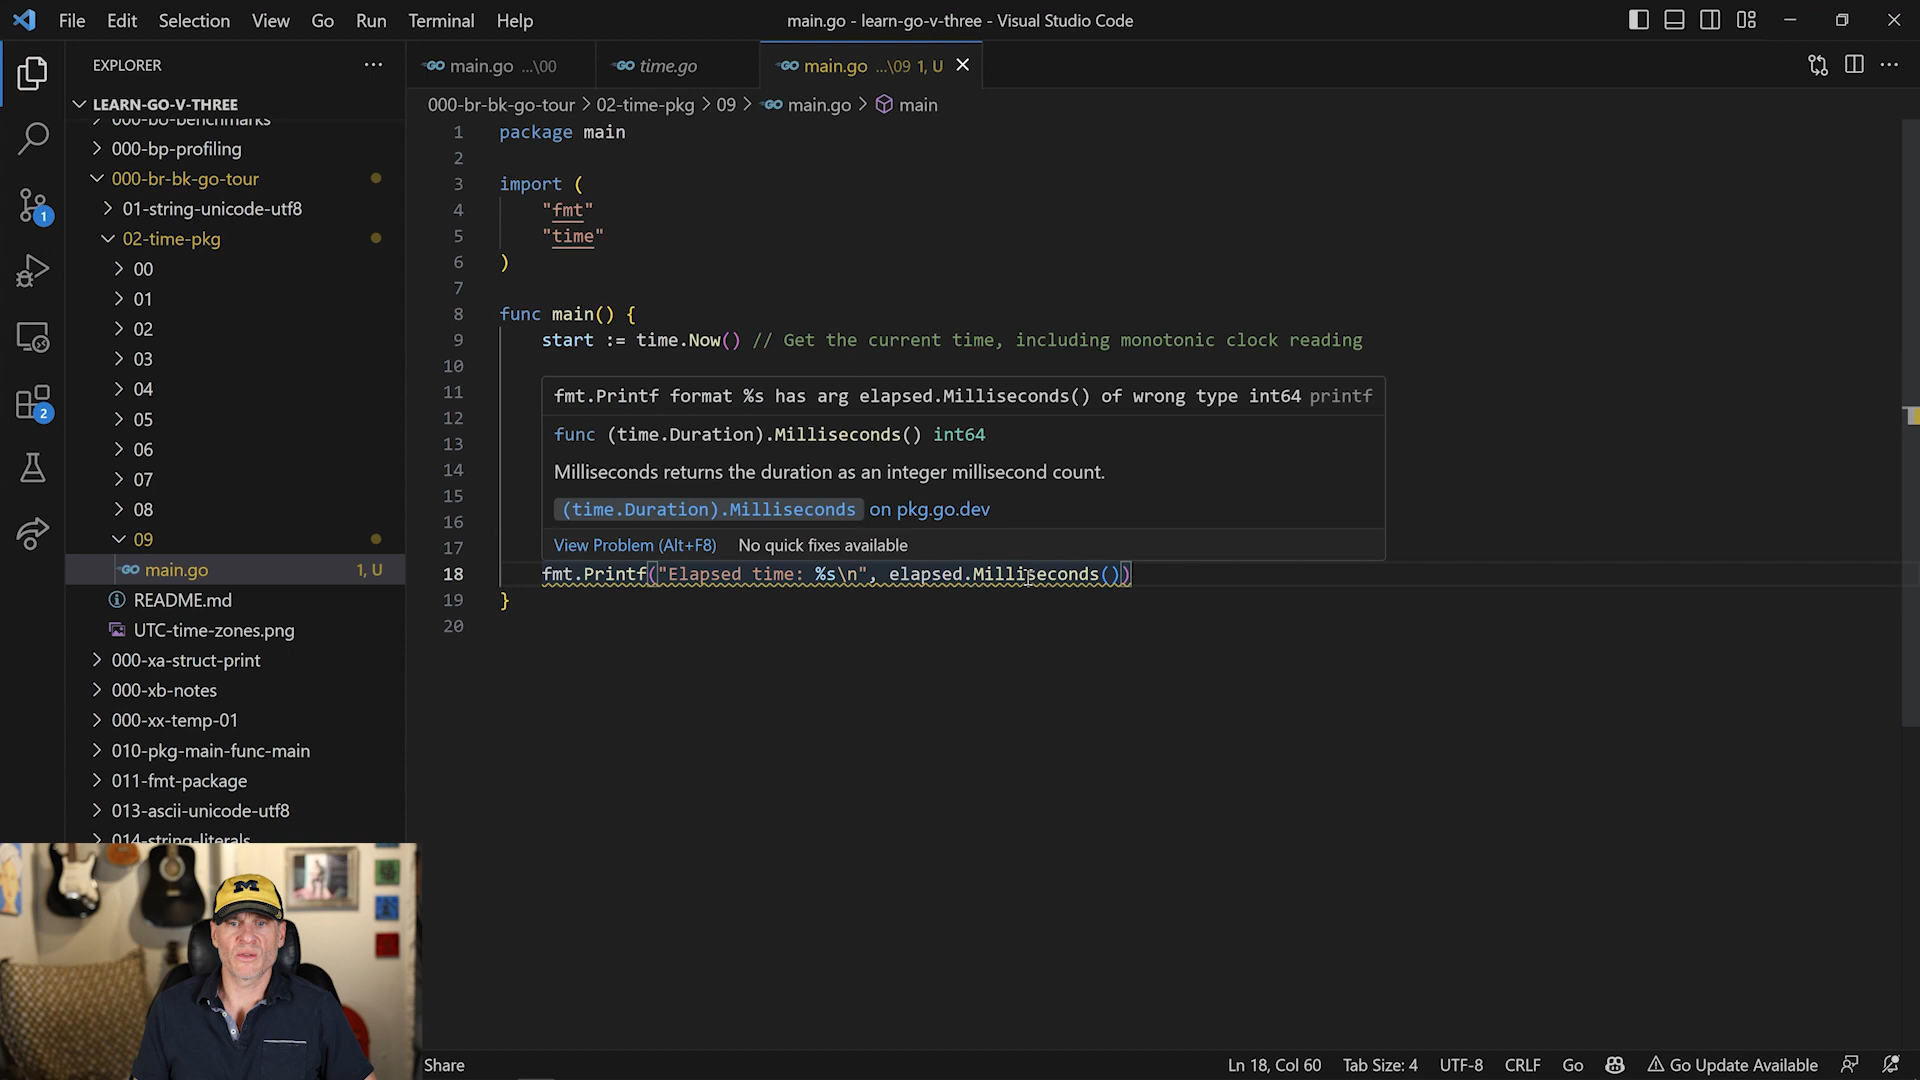 File Edit Selection View Go Run Terminal Help
main.go - learn-go-v-three - Visual Studio Code
EXPLORER
LEARN-GO-V-THREE
000-bo-benchmarks
000-bp-profiling
000-br-bk-go-tour
01-string-unicode-utf8
02-time-pkg
00
01
02
03
04
05
06
07
08
09
main.go 1, U
README.md
UTC-time-zones.png
000-xa-struct-print
000-xb-notes
000-xx-temp-01
010-pkg-main-func-main
011-fmt-package
013-ascii-unicode-utf8
014-string-literals
1
2
main.go ...\00
time.go
main.go ...\09 1, U
000-br-bk-go-tour > 02-time-pkg > 09 > main.go > main
1 package main
2
3 import (
4 "fmt"
5 "time"
6 )
7
8 func main() {
9 start := time.Now() // Get the current time, including monotonic clock reading
10
11
12
13
14
15
16
17
fmt.Printf format %s has arg elapsed.Milliseconds() of wrong type int64 printf
func (time.Duration).Milliseconds() int64
Milliseconds returns the duration as an integer millisecond count.
(time.Duration).Milliseconds on pkg.go.dev
View Problem (Alt+F8) No quick fixes available
18 fmt.Printf("Elapsed time: %s\n", elapsed.Milliseconds())
19 }
20
M
Share
Ln 18, Col 60 Tab Size: 4 UTF-8 CRLF Go Go Update Available